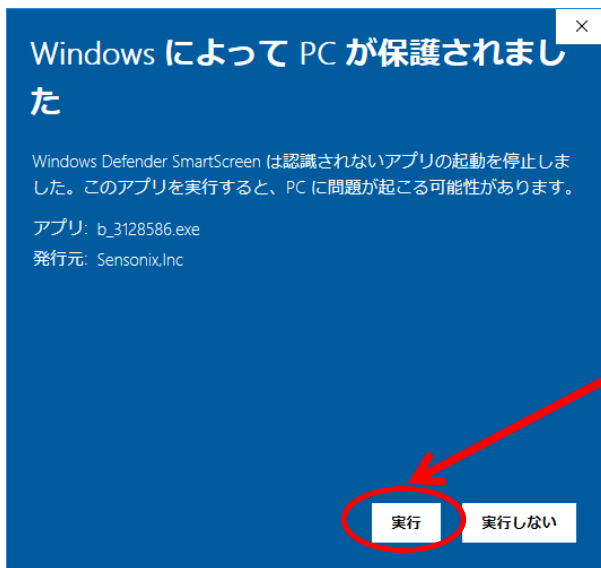 Windows によって PC が保護されまし
た
Windows Defender SmartScreen は認識されないアプリの起動を停止しま
した。このアプリを実行すると、PC に問題が起こる可能性があります。
アプリ: b_3128586.exe
発行元: Sensonix,Inc
実行 実行しない